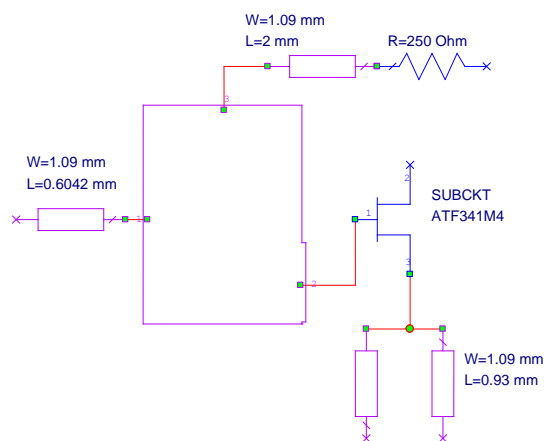 W=1.09 mm
L=2 mm
R=250 Ohm
3
W=1.09 mm
L=0.6042 mm
1
2
2
SUBCKT
ATF341M4
1
3
W=1.09 mm
L=0.93 mm